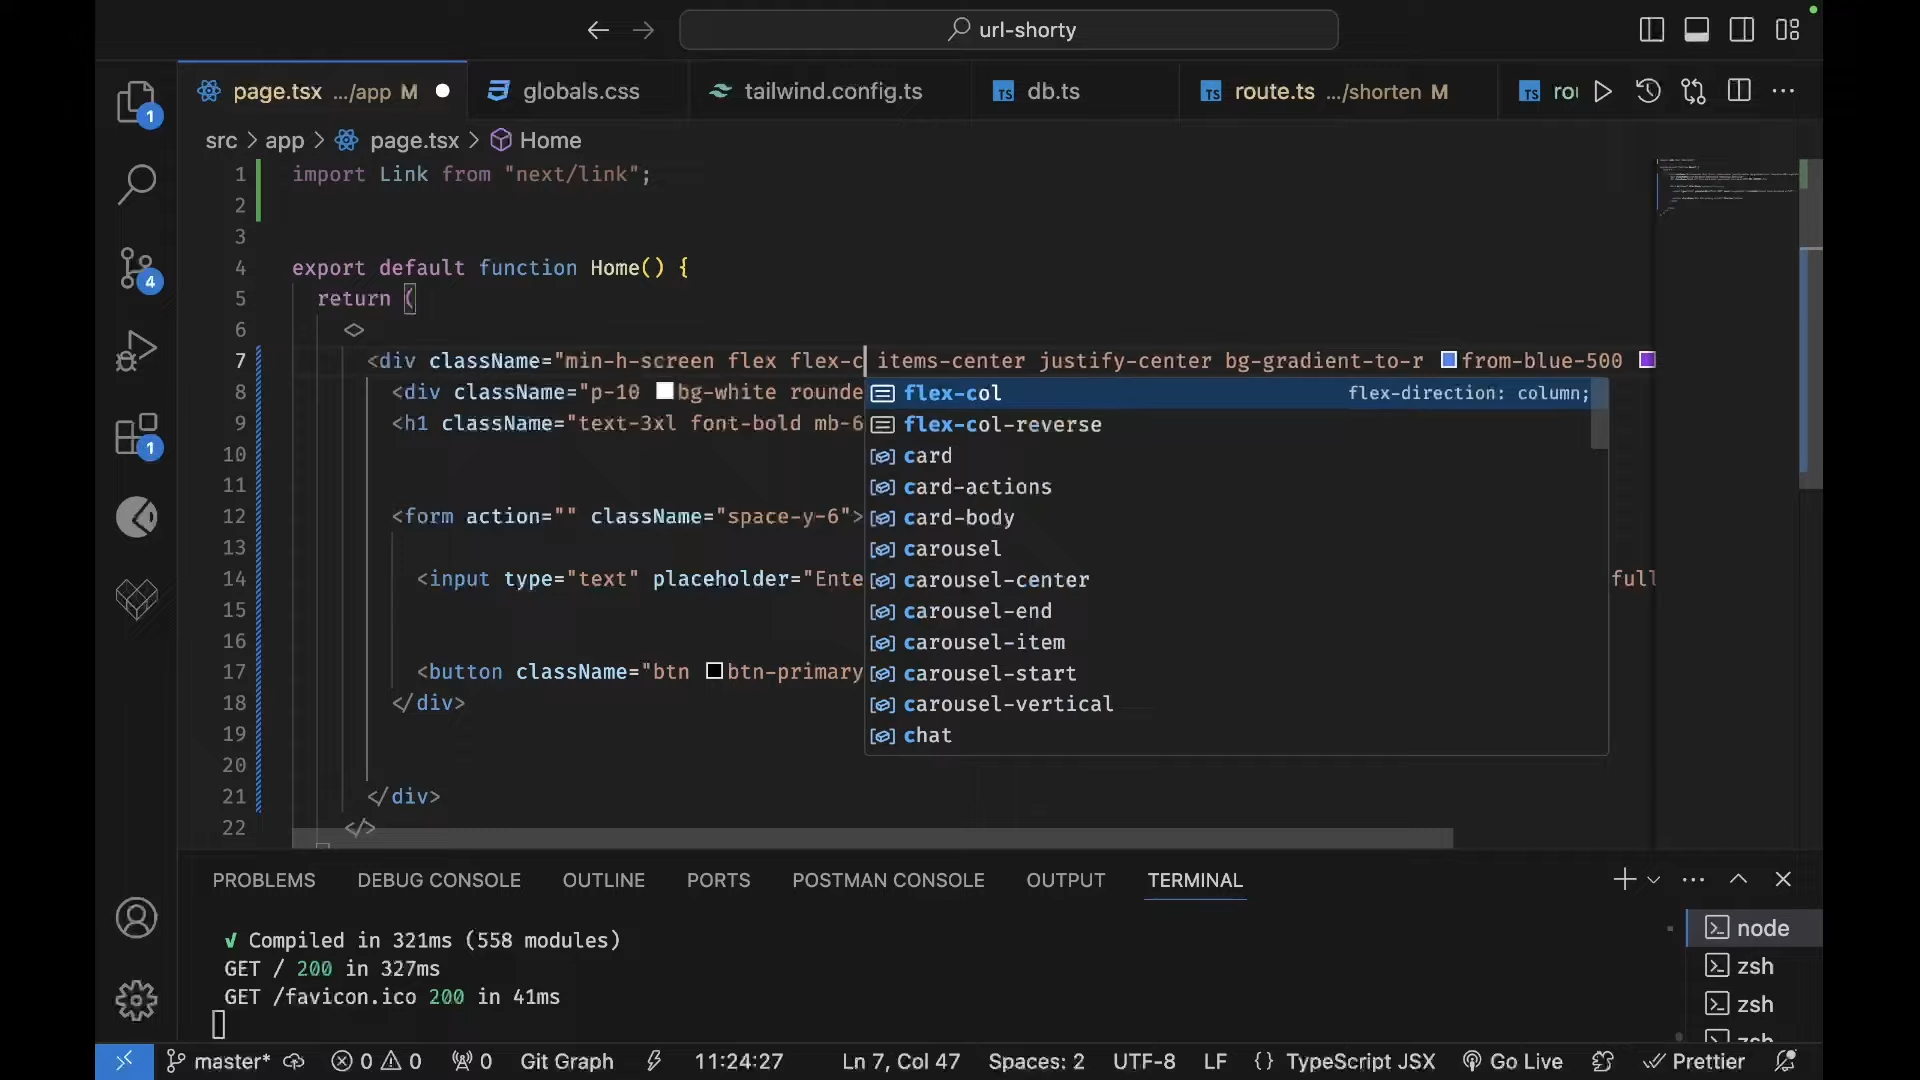 url-shorty
page.tsx .../app M
globals.css
tailwind.config.ts
db.ts
route.ts .../shorten M
src > app > page.tsx > Home
1 import Link from "next/link";
2
3
4 export default function Home() {
5 return (
6 <>
7 <div className="min-h-screen flex flex-c items-center justify-center bg-gradient-to-r from-blue-500
8 <div className="p-10 bg-white rounde
9 <h1 className="text-3xl font-bold mb-6
10
11
12 <form action="" className="space-y-6">
13
14 <input type="text" placeholder="Ente full
15
16
17 <button className="btn btn-primary
18 </div>
19
20
21 </div>
22 </>
flex-col flex-direction: column;
flex-col-reverse
card
card-actions
card-body
carousel
carousel-center
carousel-end
carousel-item
carousel-start
carousel-vertical
chat
1
4
1
PROBLEMS DEBUG CONSOLE OUTLINE PORTS POSTMAN CONSOLE OUTPUT TERMINAL
✓ Compiled in 321ms (558 modules)
GET / 200 in 327ms
GET /favicon.ico 200 in 41ms
node
zsh
zsh
master* 0 0 0 Git Graph 11:24:27 Ln 7, Col 47 Spaces: 2 UTF-8 LF {} TypeScript JSX Go Live Prettier